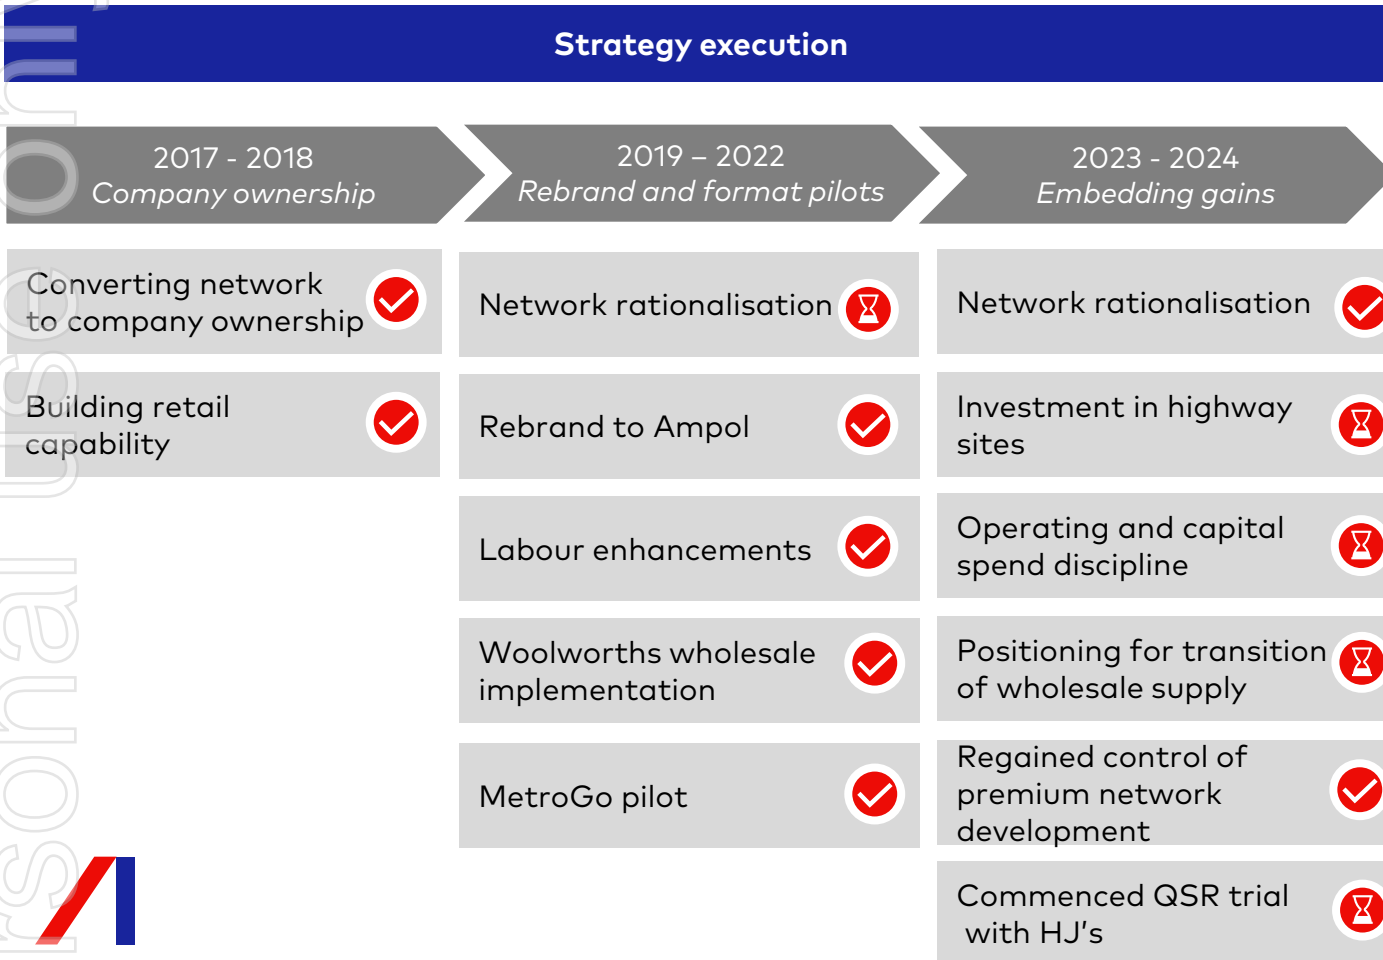 Strategy execution
2017 - 2018
Company ownership
2019 – 2022
Rebrand and format pilots
2023 - 2024
Embedding gains
Converting network
to company ownership
Building retail
capability
Network rationalisation
Rebrand to Ampol
Labour enhancements
Woolworths wholesale
implementation
MetroGo pilot
Network rationalisation
Investment in highway
sites
Operating and capital
spend discipline
Positioning for transition
of wholesale supply
Regained control of
premium network
development
Commenced QSR trial
with HJ's
rsonal use only